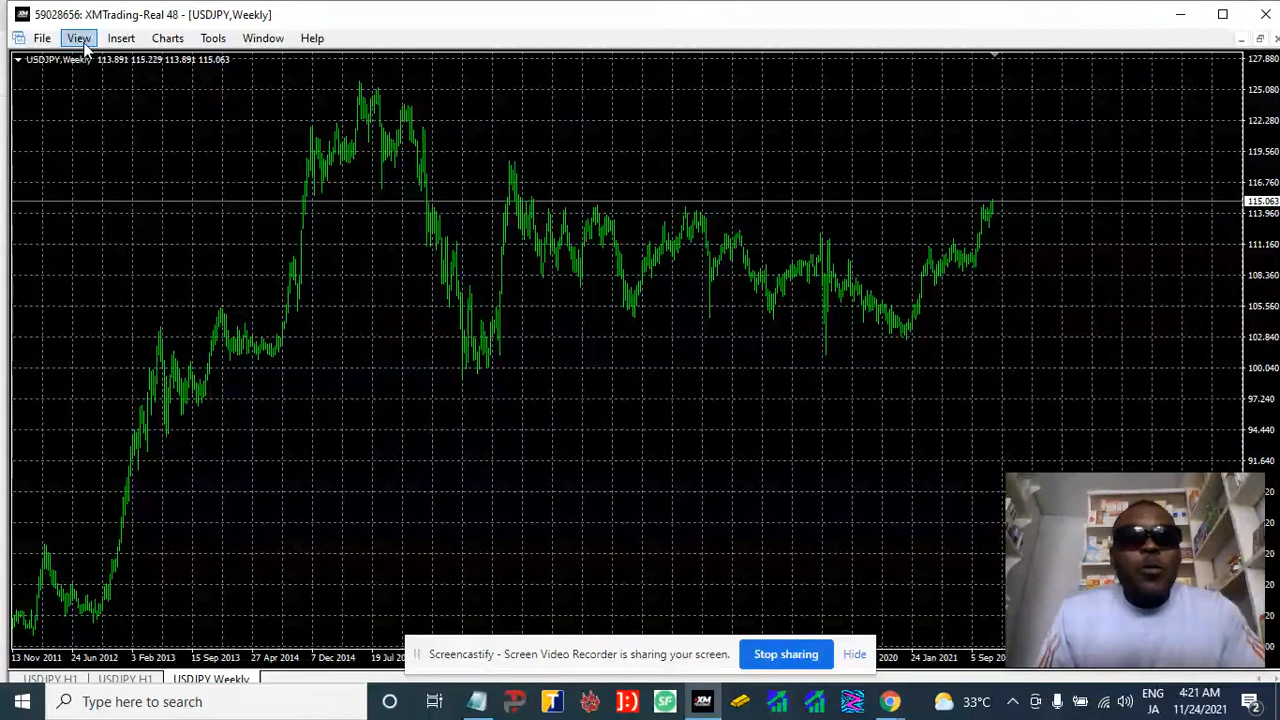 59028656: XMTrading-Real 48 - [USDJPY,Weekly]
File View Insert Charts Tools Window Help
USDJPY,Weekly 113.891 115.229 113.891 115.063
127.880
125.080
122.280
119.560
116.760
115.063
113.960
111.160
108.360
105.560
102.840
100.040
97.240
94.440
91.640
20
20
20
20
20
13 Nov 2011 24 Jun 2012 3 Feb 2013 15 Sep 2013 27 Apr 2014 7 Dec 2014 19 Jul 2020 24 Jan 2021 5 Sep 20
Screencastify - Screen Video Recorder is sharing your screen. Stop sharing Hide
USDJPY H1 USDJPY H1 USDJPY Weekly
Type here to search
33°C
ENG
JA
4:21 AM
11/24/2021
2